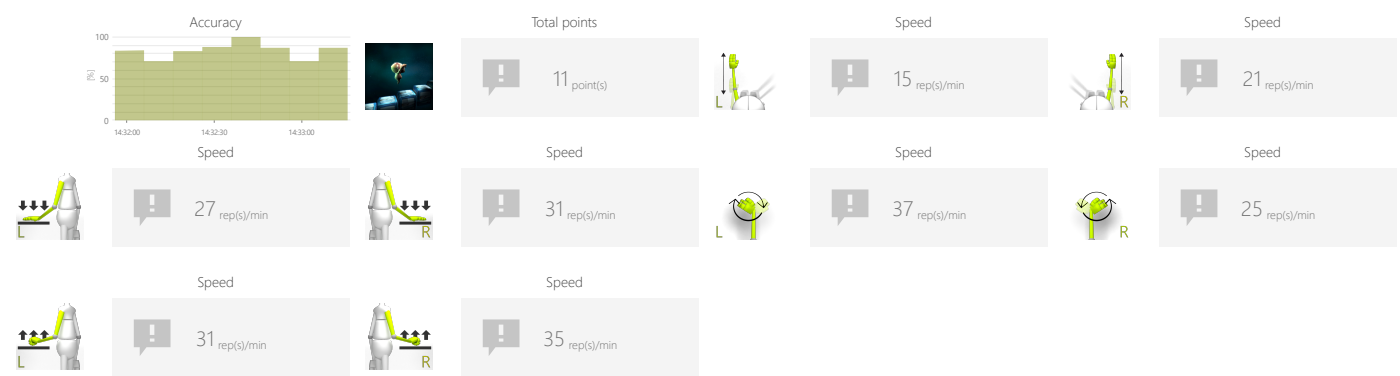 Accuracy
100
[%]
50
0
14:32:00
14:32:30
14:33:00
Total points
11 point(s)
Speed
L
15 rep(s)/min
Speed
R
21 rep(s)/min
Speed
L
27 rep(s)/min
Speed
R
31 rep(s)/min
Speed
L
37 rep(s)/min
Speed
R
25 rep(s)/min
Speed
L
31 rep(s)/min
Speed
R
35 rep(s)/min